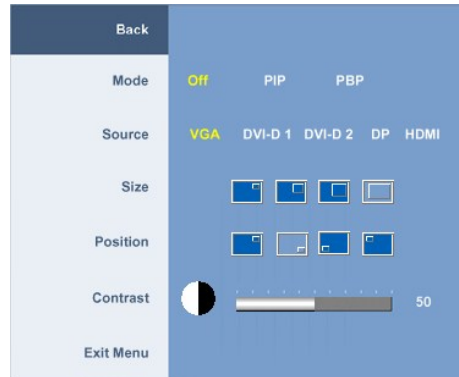 Back
Mode Off PIP PBP
Source VGA DVI-D 1 DVI-D 2 DP HDMI
Size
Position
Contrast 50
Exit Menu